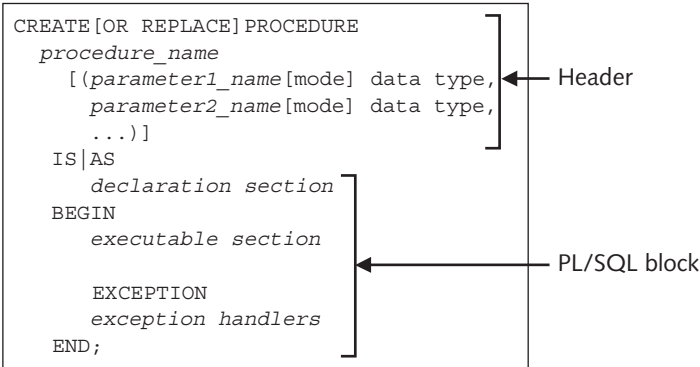 CREATE[OR REPLACE]PROCEDURE
procedure_name
[(parameter1_name[mode] data type,
Header
parameter2_name[mode] data type,
...)]
IS|AS
declaration section
BEGIN
executable section
PL/SQL block
EXCEPTION
exception handlers
END;